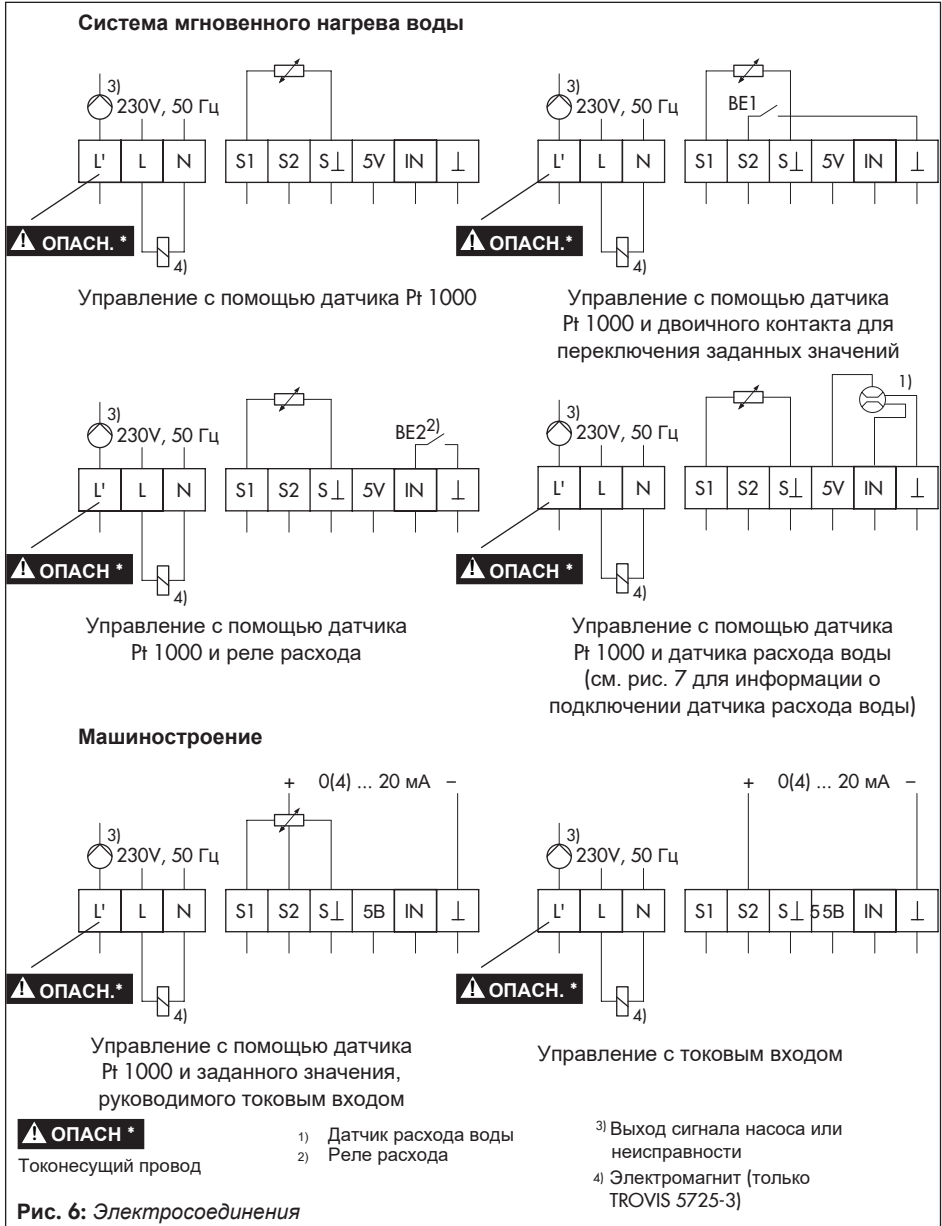 Система мгновенного нагрева воды
3)
230V, 50 Гц
L' L N S1 S2 S⊥ 5V IN ⊥
⚠ ОПАСН. *
4)
Управление с помощью датчика Pt 1000
3)
230V, 50 Гц
BE1
L' L N S1 S2 S⊥ 5V IN ⊥
⚠ ОПАСН.*
4)
Управление с помощью датчика
Pt 1000 и двоичного контакта для
переключения заданных значений
3)
230V, 50 Гц
BE2 2)
L' L N S1 S2 S⊥ 5V IN ⊥
⚠ ОПАСН *
4)
Управление с помощью датчика
Pt 1000 и реле расхода
3)
230V, 50 Гц
1)
L' L N S1 S2 S⊥ 5V IN ⊥
⚠ ОПАСН *
4)
Управление с помощью датчика
Pt 1000 и датчика расхода воды
(см. рис. 7 для информации о
подключении датчика расхода воды)
Машиностроение
+ 0(4) ... 20 мА –
3)
230V, 50 Гц
L' L N S1 S2 S⊥ 5В IN ⊥
⚠ ОПАСН.*
4)
Управление с помощью датчика
Pt 1000 и заданного значения,
руководимого токовым входом
+ 0(4) ... 20 мА –
3)
230V, 50 Гц
L' L N S1 S2 S⊥ 5 5В IN ⊥
⚠ ОПАСН. *
4)
Управление с токовым входом
⚠ ОПАСН *
Токонесущий провод
1) Датчик расхода воды
2) Реле расхода
3) Выход сигнала насоса или
неисправности
4) Электромагнит (только
TROVIS 5725-3)
Рис. 6: Электросоединения